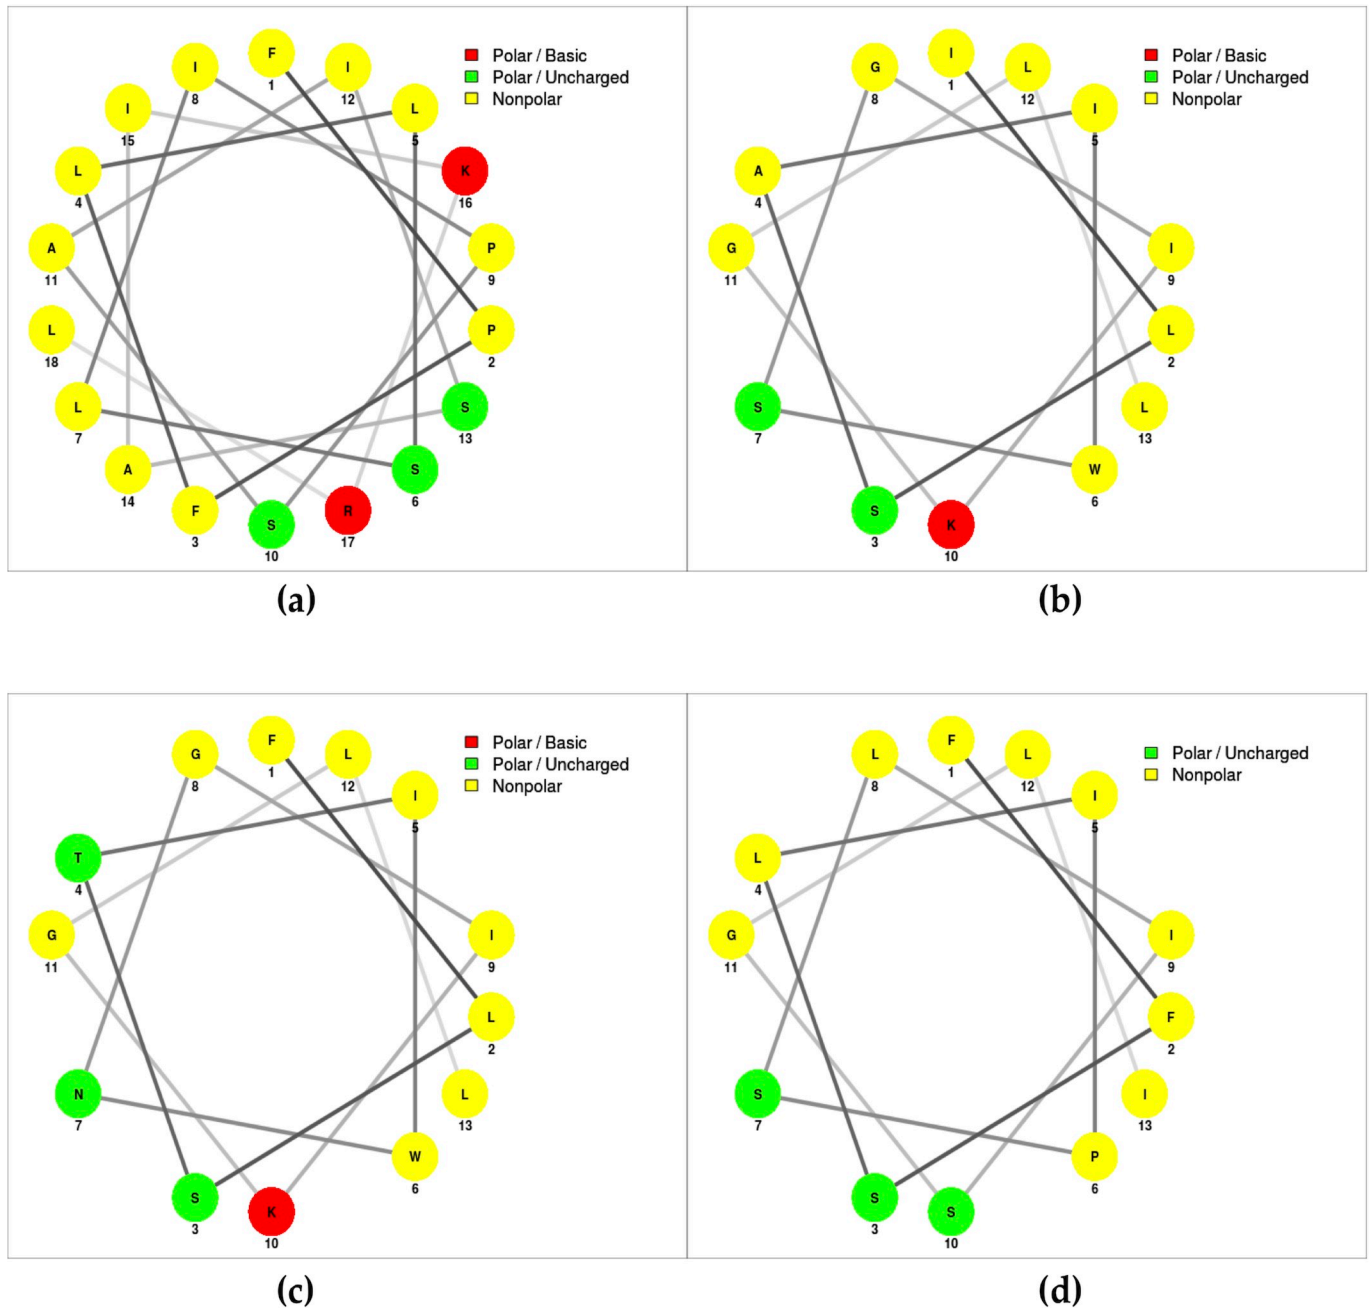 F
1
I
8
I
12
I
15
L
5
L
4
K
16
A
11
P
9
L
18
P
2
L
7
S
13
A
14
S
6
F
3
R
17
S
10
Polar / Basic
Polar / Uncharged
Nonpolar
(a)
I
1
G
8
L
12
I
5
A
4
G
11
I
9
L
2
S
7
L
13
W
6
S
3
K
10
Polar / Basic
Polar / Uncharged
Nonpolar
(b)
F
1
G
8
L
12
I
5
T
4
G
11
I
9
L
2
N
7
L
13
W
6
S
3
K
10
Polar / Basic
Polar / Uncharged
Nonpolar
(c)
F
1
L
8
L
12
I
5
L
4
G
11
I
9
F
2
S
7
I
13
P
6
S
3
S
10
Polar / Uncharged
Nonpolar
(d)